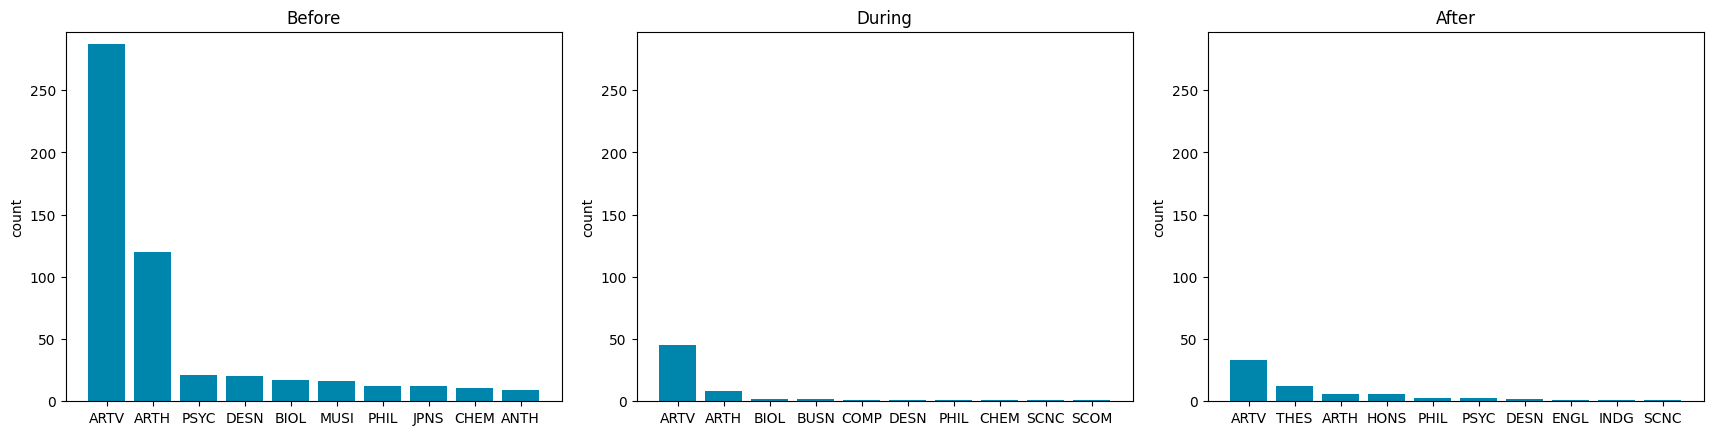 Before
count
250
200
150
100
50
0
ARTV ARTH PSYC DESN BIOL MUSI PHIL JPNS CHEM ANTH
During
count
250
200
150
100
50
0
ARTV ARTH BIOL BUSN COMP DESN PHIL CHEM SCNC SCOM
After
count
250
200
150
100
50
0
ARTV THES ARTH HONS PHIL PSYC DESN ENGL INDG SCNC